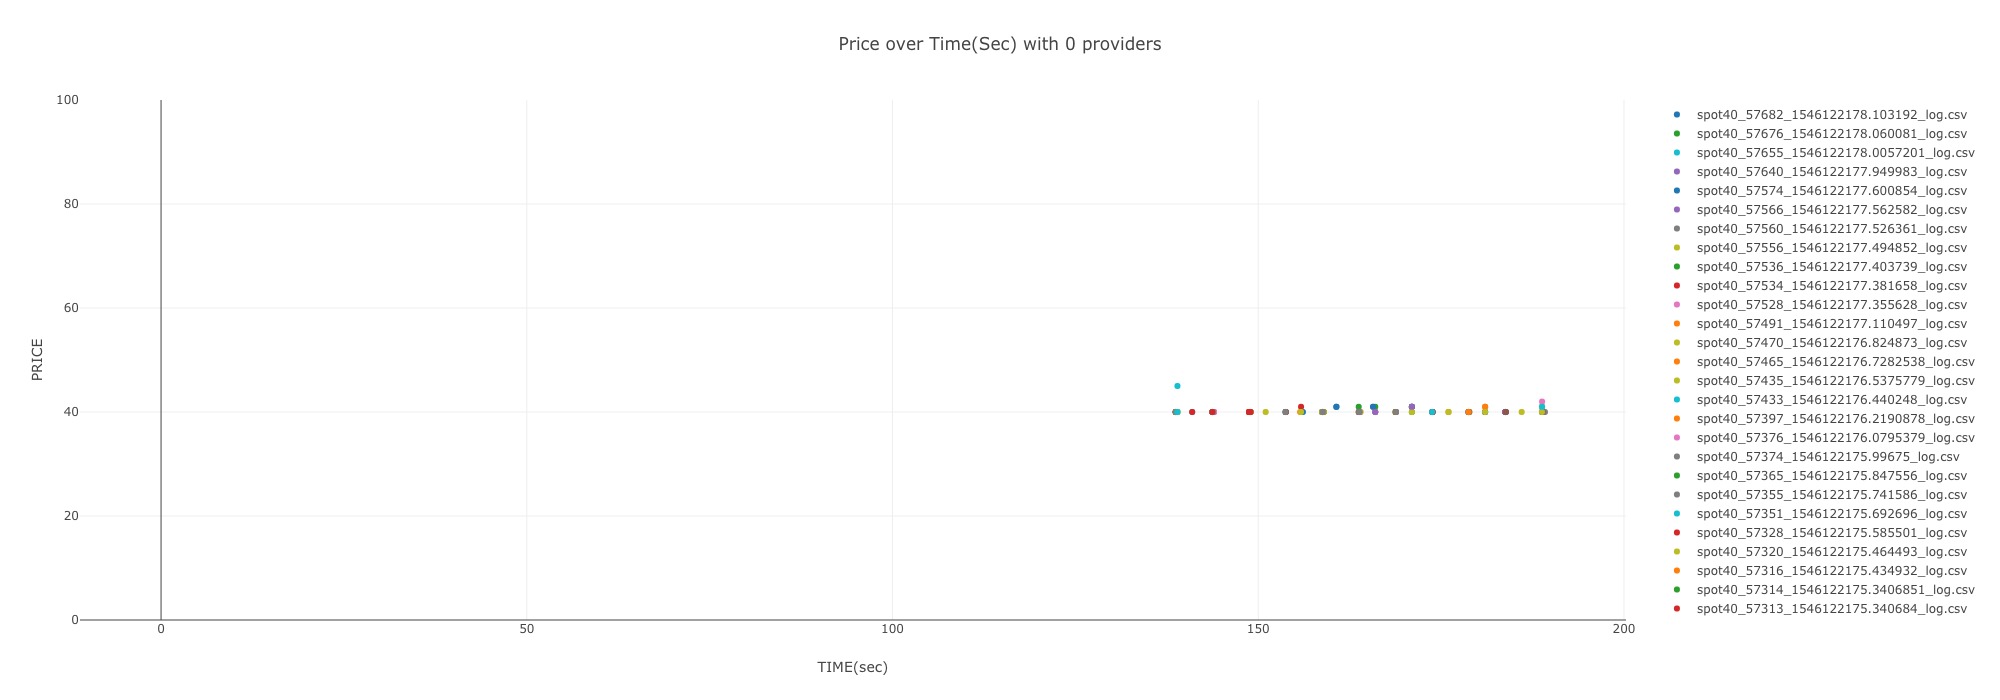 Price over Time(Sec) with 0 providers
100
80
60
40
20
0
PRICE
0 50 100 150 200
TIME(sec)
spot40_57682_1546122178.103192_log.csv
spot40_57676_1546122178.060081_log.csv
spot40_57655_1546122178.0057201_log.csv
spot40_57640_1546122177.949983_log.csv
spot40_57574_1546122177.600854_log.csv
spot40_57566_1546122177.562582_log.csv
spot40_57560_1546122177.526361_log.csv
spot40_57556_1546122177.494852_log.csv
spot40_57536_1546122177.403739_log.csv
spot40_57534_1546122177.381658_log.csv
spot40_57528_1546122177.355628_log.csv
spot40_57491_1546122177.110497_log.csv
spot40_57470_1546122176.824873_log.csv
spot40_57465_1546122176.7282538_log.csv
spot40_57435_1546122176.5375779_log.csv
spot40_57433_1546122176.440248_log.csv
spot40_57397_1546122176.2190878_log.csv
spot40_57376_1546122176.0795379_log.csv
spot40_57374_1546122175.99675_log.csv
spot40_57365_1546122175.847556_log.csv
spot40_57355_1546122175.741586_log.csv
spot40_57351_1546122175.692696_log.csv
spot40_57328_1546122175.585501_log.csv
spot40_57320_1546122175.464493_log.csv
spot40_57316_1546122175.434932_log.csv
spot40_57314_1546122175.3406851_log.csv
spot40_57313_1546122175.340684_log.csv